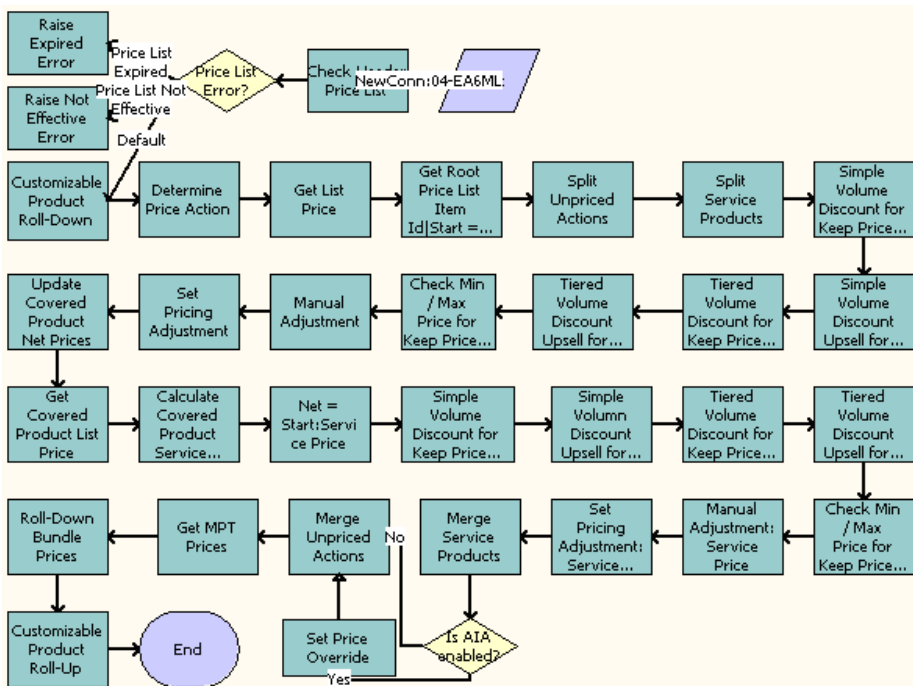 Raise
Expired
Error
Price List
Expired
Price List Not
Effective
Default
Price List
Error?
Check
Price List
NewConn:04-EA6ML:
Raise Not
Effective
Error
Customizable
Product
Roll-Down
Determine
Price Action
Get List
Price
Get Root
Price List
Item
Id|Start =...
Split
Unpriced
Actions
Split
Service
Products
Simple
Volume
Discount for
Keep Price...
Update
Covered
Product
Net Prices
Set
Pricing
Adjustment
Manual
Adjustment
Check Min
/ Max
Price for
Keep Price...
Tiered
Volume
Discount
Upsell for...
Tiered
Volume
Discount for
Keep Price...
Simple
Volume
Discount
Upsell for...
Get
Covered
Product List
Price
Calculate
Covered
Product
Service...
Net =
Start:Servi
ce Price
Simple
Volume
Discount for
Keep Price...
Simple
Volumn
Discount
Upsell for...
Tiered
Volume
Discount for
Keep Price...
Tiered
Volume
Discount
Upsell for...
Roll-Down
Bundle
Prices
Get MPT
Prices
Merge
Unpriced
Actions
No
Merge
Service
Products
Set
Pricing
Adjustment:
Service...
Manual
Adjustment:
Service
Price
Check Min
/ Max
Price for
Keep Price...
Customizable
Product
Roll-Up
End
Set Price
Override
Yes
Is AIA
enabled?